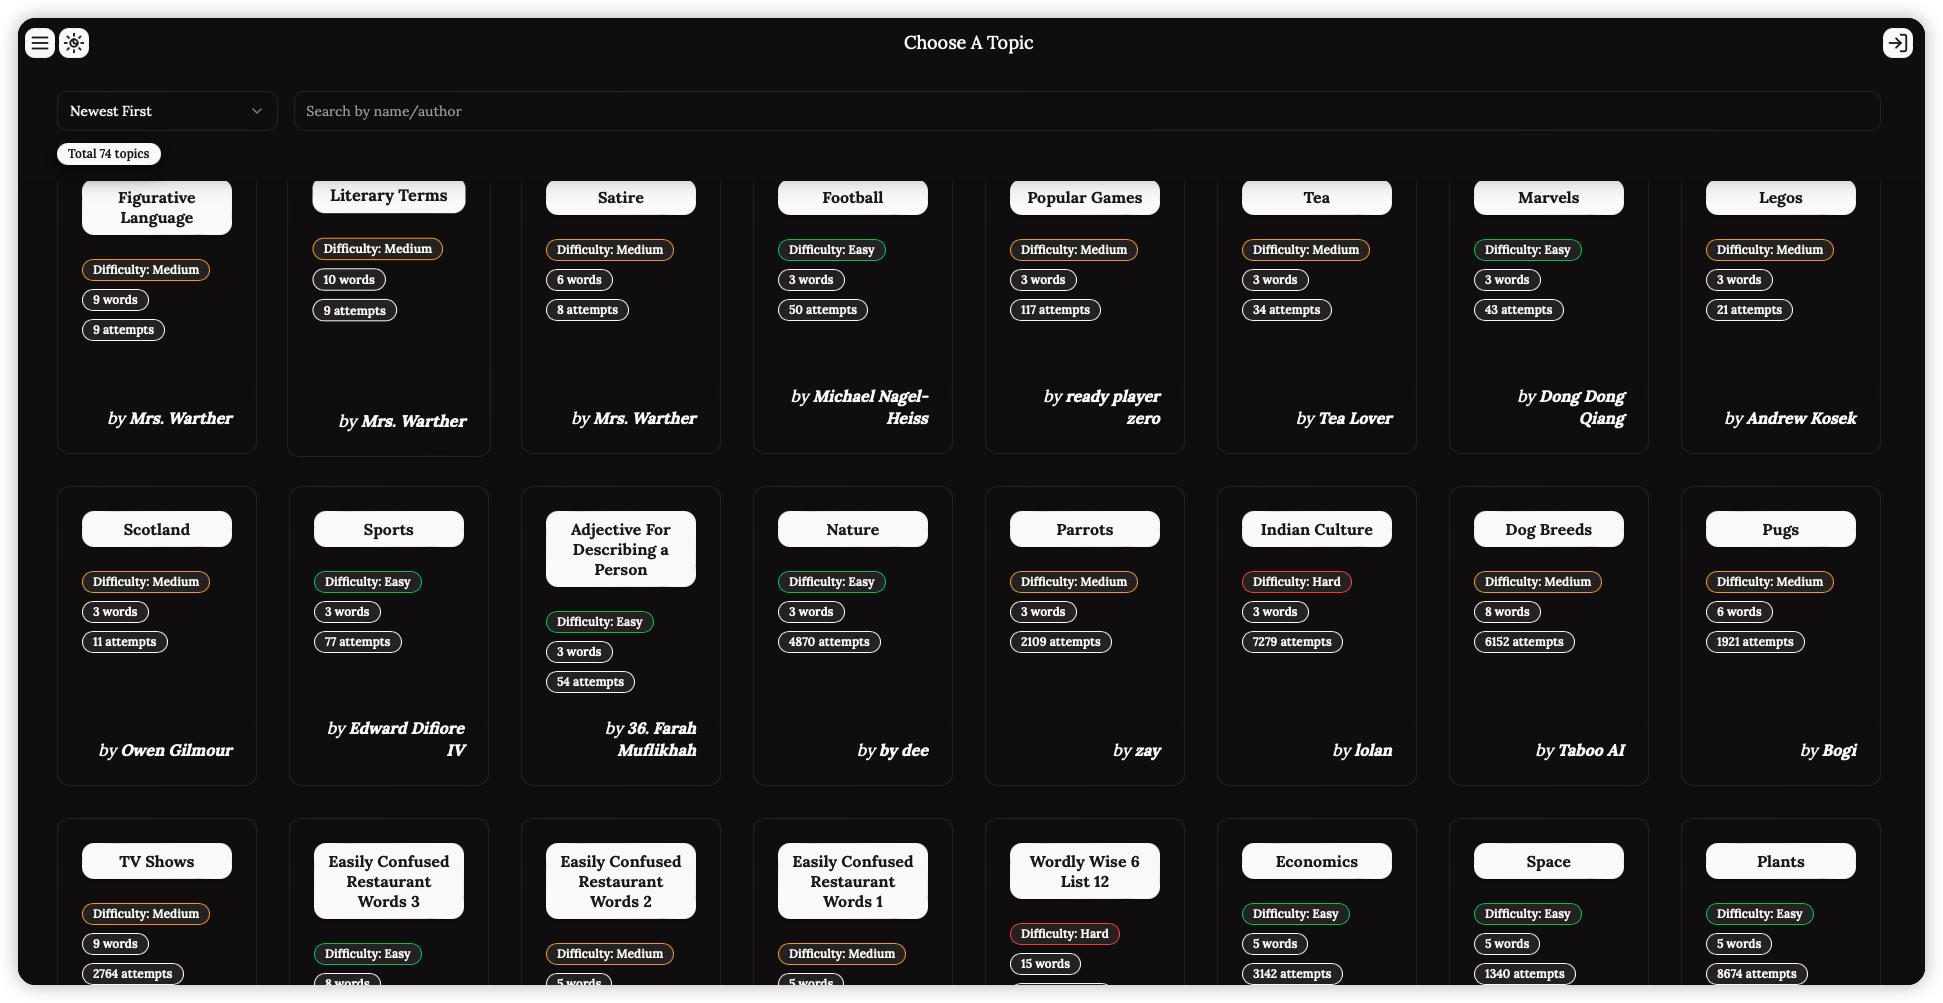 Choose A Topic
Newest First
Search by name/author
Total 74 topics
Figurative
Language
Difficulty: Medium
9 words
9 attempts
by Mrs. Warther
Literary Terms
Difficulty: Medium
10 words
9 attempts
by Mrs. Warther
Satire
Difficulty: Medium
6 words
8 attempts
by Mrs. Warther
Football
Difficulty: Easy
3 words
50 attempts
by Michael Nagel-
Heiss
Popular Games
Difficulty: Medium
3 words
117 attempts
by ready player
zero
Tea
Difficulty: Medium
3 words
34 attempts
by Tea Lover
Marvels
Difficulty: Easy
3 words
43 attempts
by Dong Dong
Qiang
Legos
Difficulty: Medium
3 words
21 attempts
by Andrew Kosek
Scotland
Difficulty: Medium
3 words
11 attempts
by Owen Gilmour
Sports
Difficulty: Easy
3 words
77 attempts
by Edward Difiore
IV
Adjective For
Describing a
Person
Difficulty: Easy
3 words
54 attempts
by 36. Farah
Muflikhah
Nature
Difficulty: Easy
3 words
4870 attempts
by by dee
Parrots
Difficulty: Medium
3 words
2109 attempts
by zay
Indian Culture
Difficulty: Hard
3 words
7279 attempts
by lolan
Dog Breeds
Difficulty: Medium
8 words
6152 attempts
by Taboo AI
Pugs
Difficulty: Medium
6 words
1921 attempts
by Bogi
TV Shows
Difficulty: Medium
9 words
2764 attempts
Easily Confused
Restaurant
Words 3
Difficulty: Easy
8 words
Easily Confused
Restaurant
Words 2
Difficulty: Medium
5 words
Easily Confused
Restaurant
Words 1
Difficulty: Medium
5 words
Wordly Wise 6
List 12
Difficulty: Hard
15 words
Economics
Difficulty: Easy
5 words
3142 attempts
Space
Difficulty: Easy
5 words
1340 attempts
Plants
Difficulty: Easy
5 words
8674 attempts